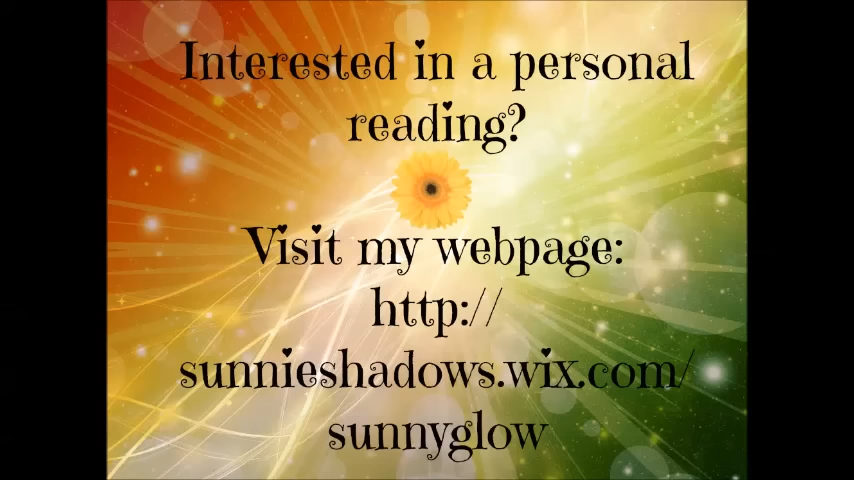 Interested in a personal
reading?
Visit my webpage:
http://
sunnieshadows.wix.com/
sunnyglow